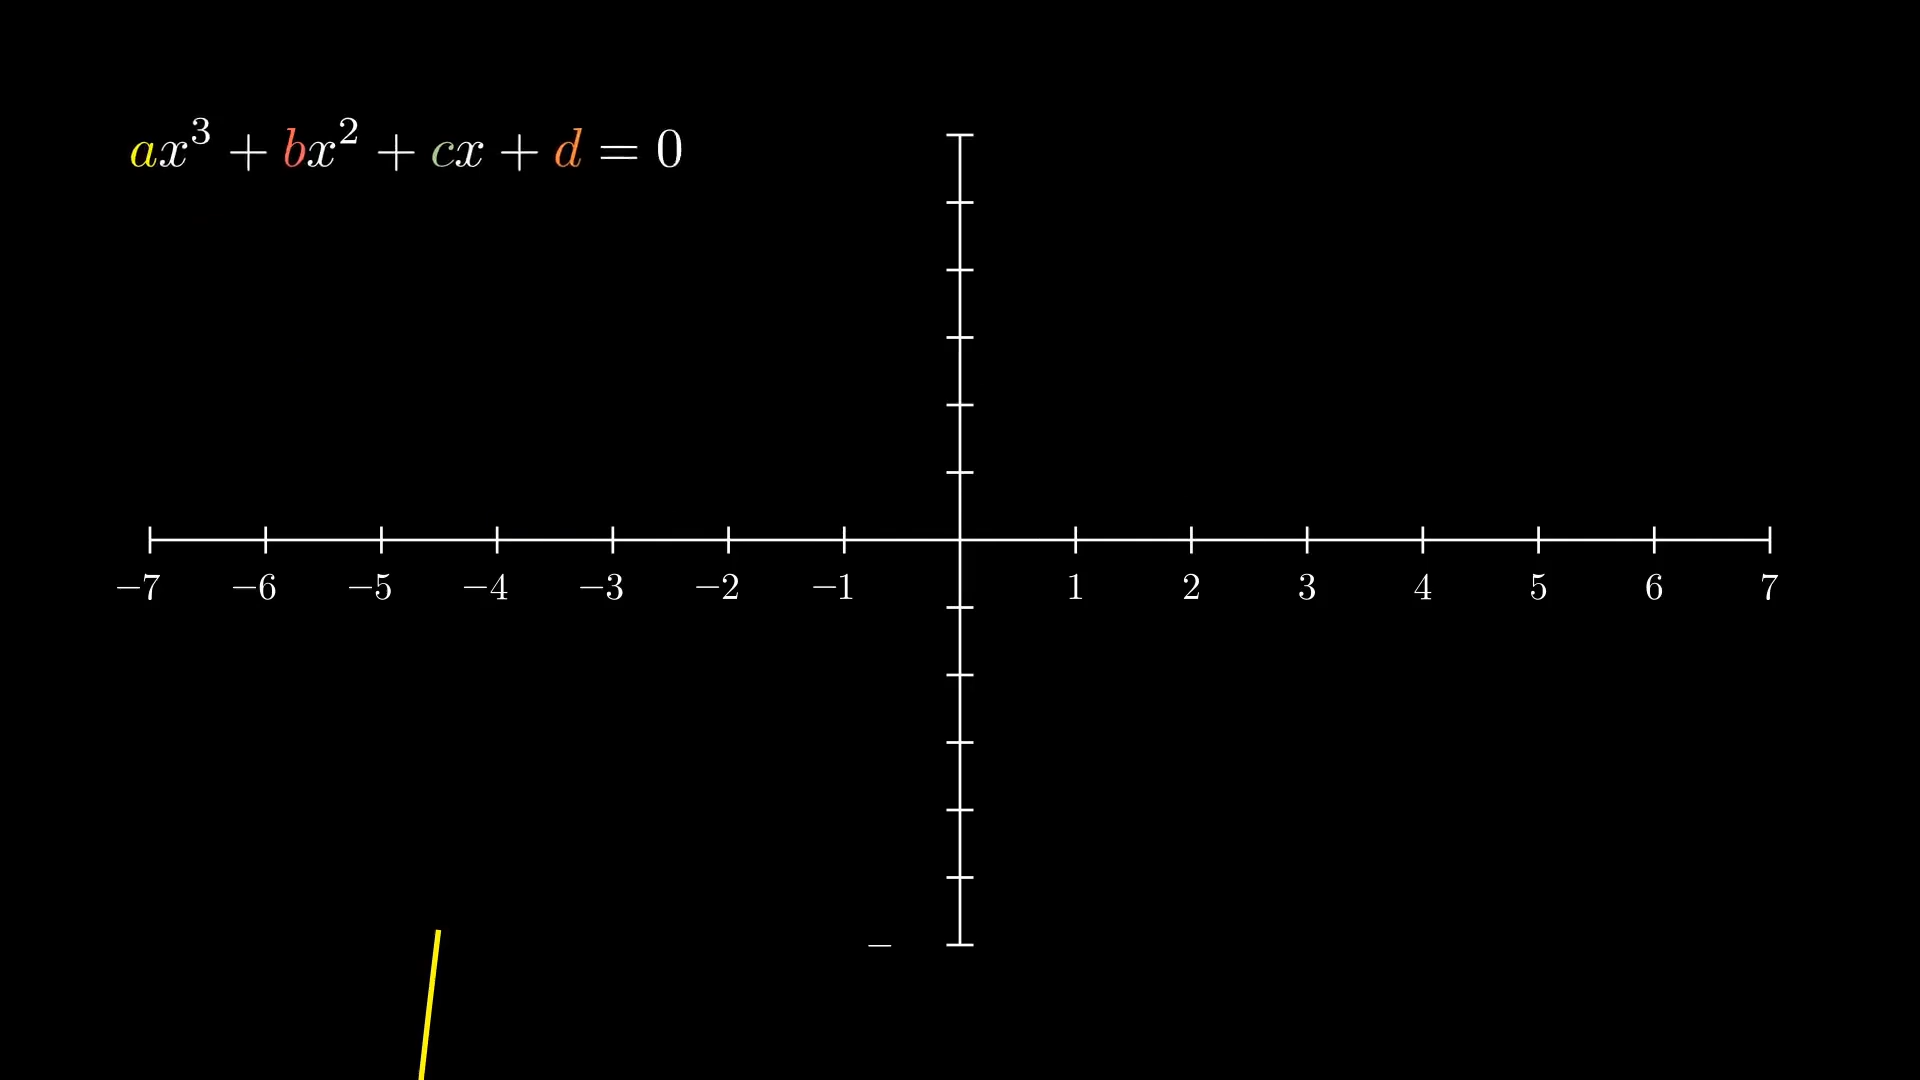 ax³ + bx² + cx + d = 0
−7 −6 −5 −4 −3 −2 −1 1 2 3 4 5 6 7
−